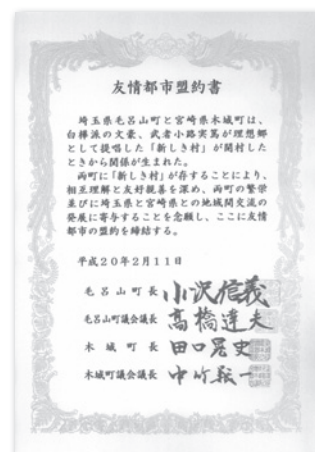 友情都市盟約書
埼玉県毛呂山町と宮崎県木城町は、
白樺派の文豪、武者小路実篤が理想郷
として提唱した「新しき村」が開村した
ときから関係が生まれた。
両町に「新しき村」が存することにより、
相互理解と友好親善を深め、両町の繁栄
並びに埼玉県と宮崎県との地域間交流の
発展に寄与することを念願し、ここに友情
都市の盟約を締結する。
平成20年2月11日
毛呂山町長 小沢信義
毛呂山町議会議長 高橋達夫
木城町長 田口晃史
木城町議会議長 中竹